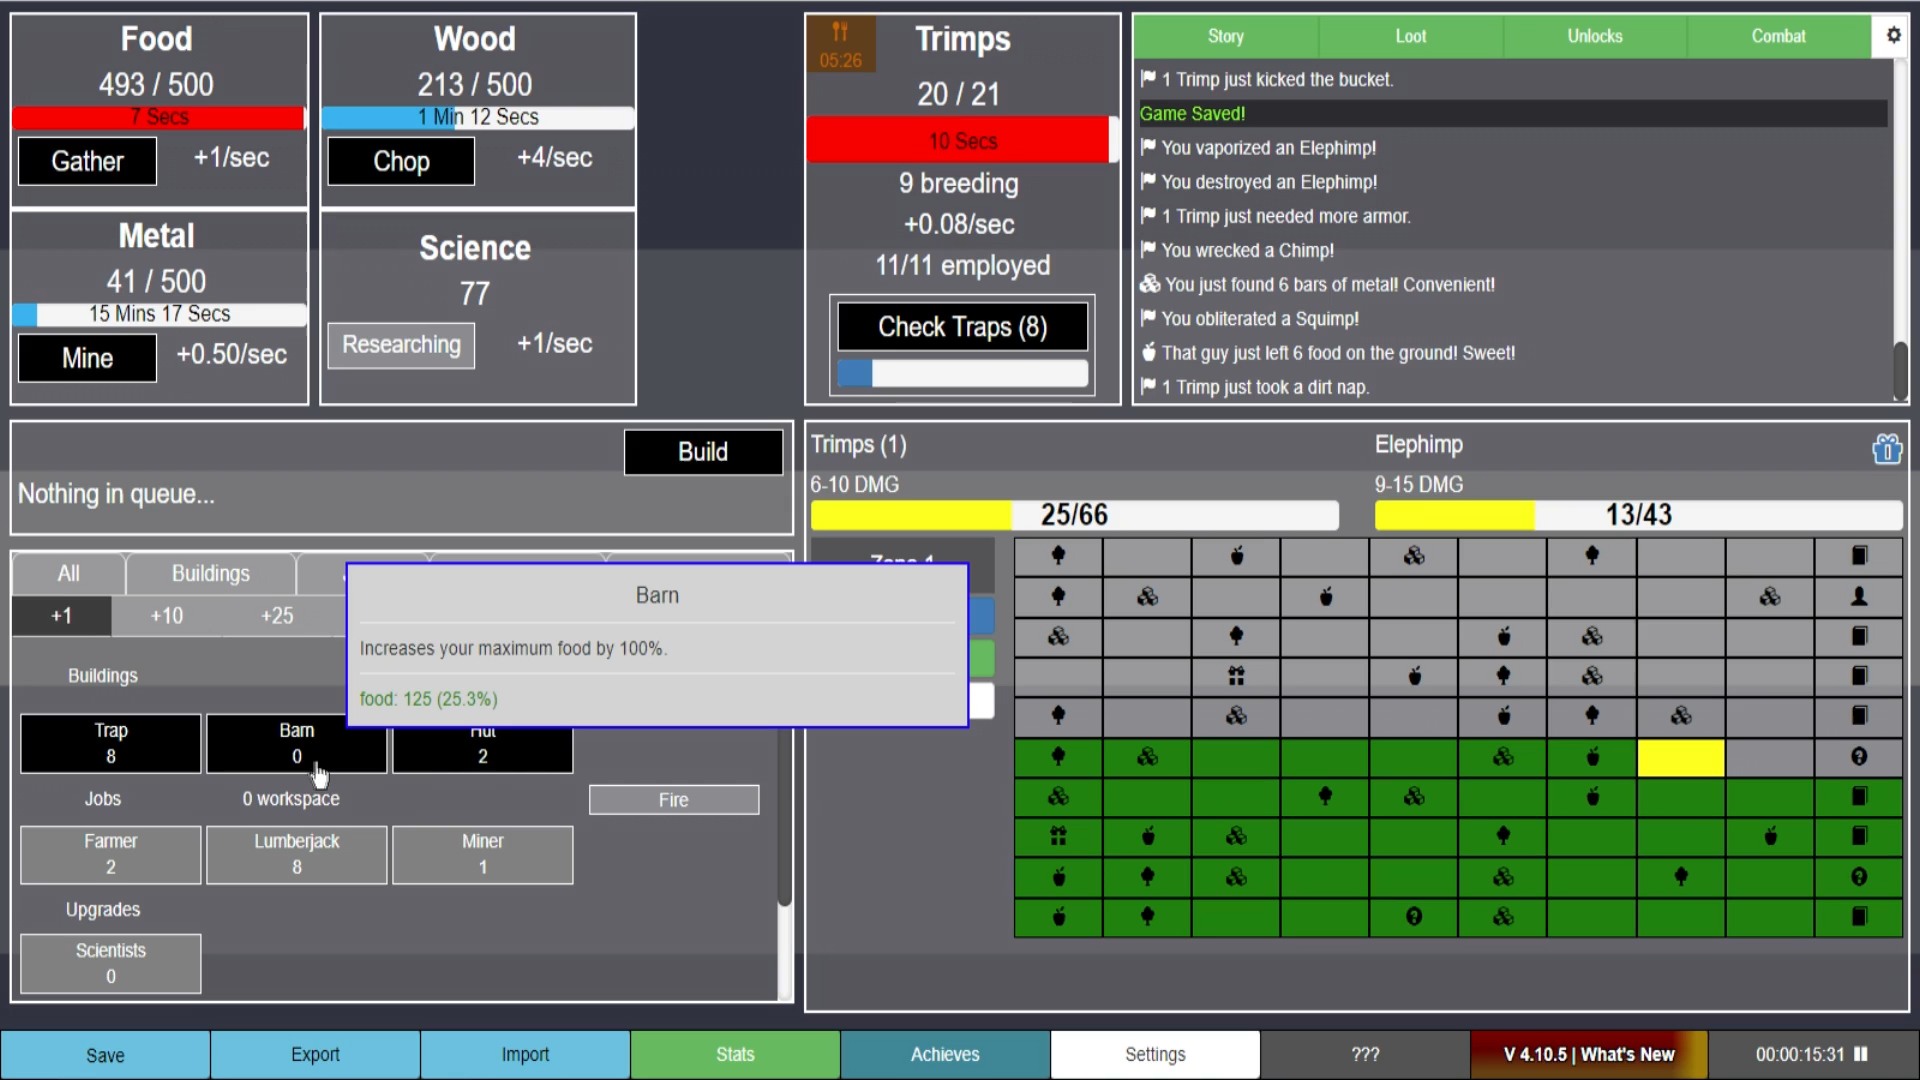 Food
493 / 500
7 Secs
Gather
+1/sec
Wood
213 / 500
1 Min 12 Secs
Chop
+4/sec
Metal
41 / 500
15 Mins 17 Secs
Mine
+0.50/sec
Science
77
Researching
+1/sec
05:26
Trimps
20 / 21
10 Secs
9 breeding
+0.08/sec
11/11 employed
Check Traps (8)
Story
Loot
Unlocks
Combat
1 Trimp just kicked the bucket.
Game Saved!
You vaporized an Elephimp!
You destroyed an Elephimp!
1 Trimp just needed more armor.
You wrecked a Chimp!
You just found 6 bars of metal! Convenient!
You obliterated a Squimp!
That guy just left 6 food on the ground! Sweet!
1 Trimp just took a dirt nap.
Build
Nothing in queue...
All
Buildings
+1
+10
+25
Barn
Increases your maximum food by 100%.
food: 125 (25.3%)
Buildings
Trap
8
Barn
0
Hut
2
Jobs
0 workspace
Fire
Farmer
2
Lumberjack
8
Miner
1
Upgrades
Scientists
0
Trimps (1)
6-10 DMG
25/66
Elephimp
9-15 DMG
13/43
Zone 1
Save
Export
Import
Stats
Achieves
Settings
???
V 4.10.5 | What's New
00:00:15:31